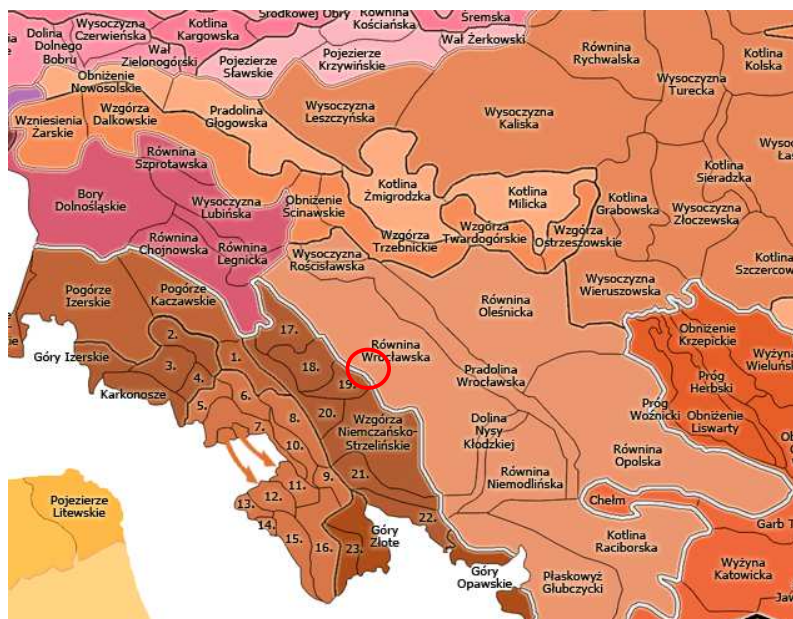 Środkowej Obry
Równina
Kościańska
Śremska
Wysoczyzna
Czerwieńska
Kotlina
Kargowska
Dolina
Dolnego
Bobru
Wał
Zielonogórski
Pojezierze
Sławskie
Pojezierze
Krzywińskie
Wał Żerkowski
Równina
Rychwalska
Kotlina
Kolska
Obniżenie
Nowosolskie
Wysoczyzna
Turecka
Wzniesienia
Żarskie
Wzgórza
Dalkowskie
Pradolina
Głogowska
Wysoczyzna
Leszczyńska
Wysoczyzna
Kaliska
Równina
Szprotawska
Kotlina
Sieradzka
Bory
Dolnośląskie
Wysoczyzna
Lubińska
Obniżenie
Ścinawskie
Kotlina
Żmigrodzka
Kotlina
Milicka
Kotlina
Grabowska
Wysoczyzna
Złoczewska
Równina
Chojnowska
Równina
Legnicka
Wzgórza
Trzebnickie
Wzgórza
Twardogórskie
Wzgórza
Ostrzeszowskie
Wysoczyzna
Rościsławska
Kotlina
Szczercow
Pogórze
Izerskie
Pogórze
Kaczawskie
Wysoczyzna
Wieruszowska
Równina
Oleśnicka
Obniżenie
Krzepickie
Góry Izerskie
2.
1.
17.
Równina
Wrocławska
Wyżyna
Wieluńs
Karkonosze
3.
4.
18.
19.
Pradolina
Wrocławska
Próg
Herbski
5.
6.
7.
8.
20.
Wzgórza
Niemczańsko-
Strzelińskie
Dolina
Nysy
Kłodzkiej
Próg
Woźnicki
Obniżenie
Liswarty
10.
9.
21.
Równina
Niemodlińska
Równina
Opolska
Pojezierze
Litewskie
11.
12.
13.
14.
15.
16.
22.
23.
Góry
Złote
Chełm
Garb T
Kotlina
Raciborska
Góry
Opawskie
Płaskowyż
Głubczycki
Wyżyna
Katowicka
Jaw